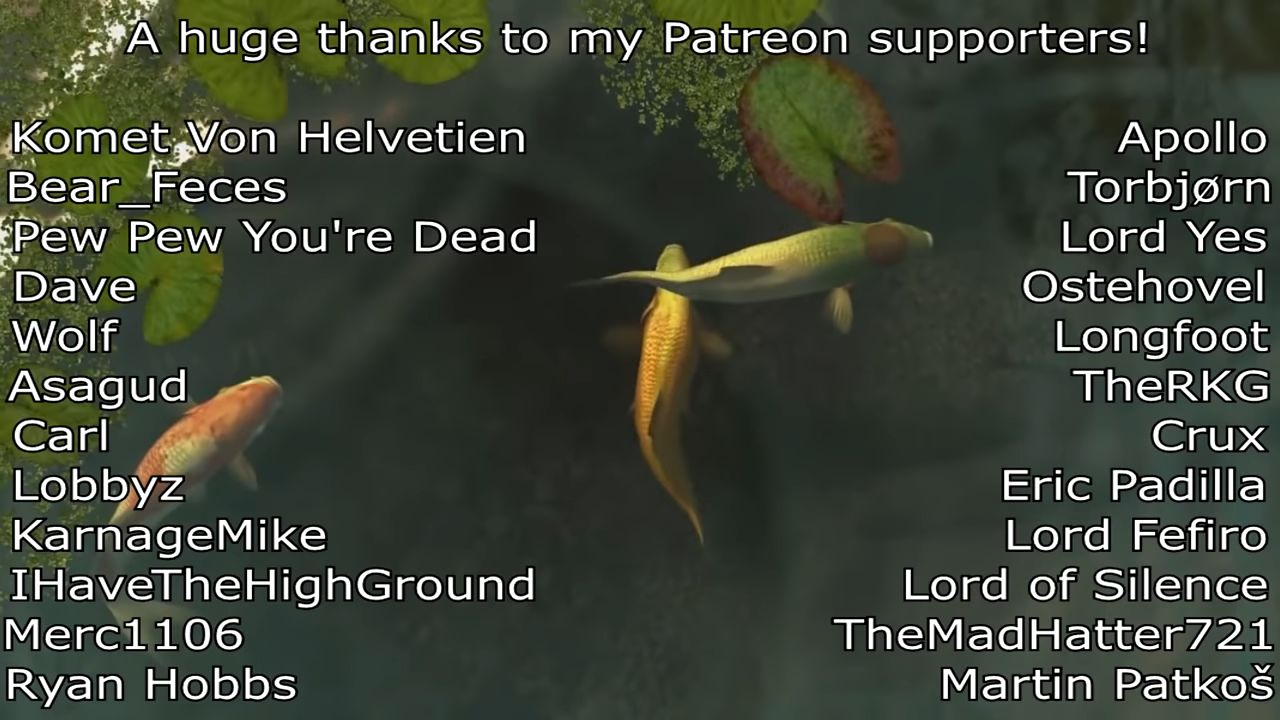 A huge thanks to my Patreon supporters!
Komet Von Helvetien
Bear_Feces
Pew Pew You're Dead
Dave
Wolf
Asagud
Carl
Lobbyz
KarnageMike
IHaveTheHighGround
Merc1106
Ryan Hobbs
Apollo
Torbjørn
Lord Yes
Ostehovel
Longfoot
TheRKG
Crux
Eric Padilla
Lord Fefiro
Lord of Silence
TheMadHatter721
Martin Patkoš